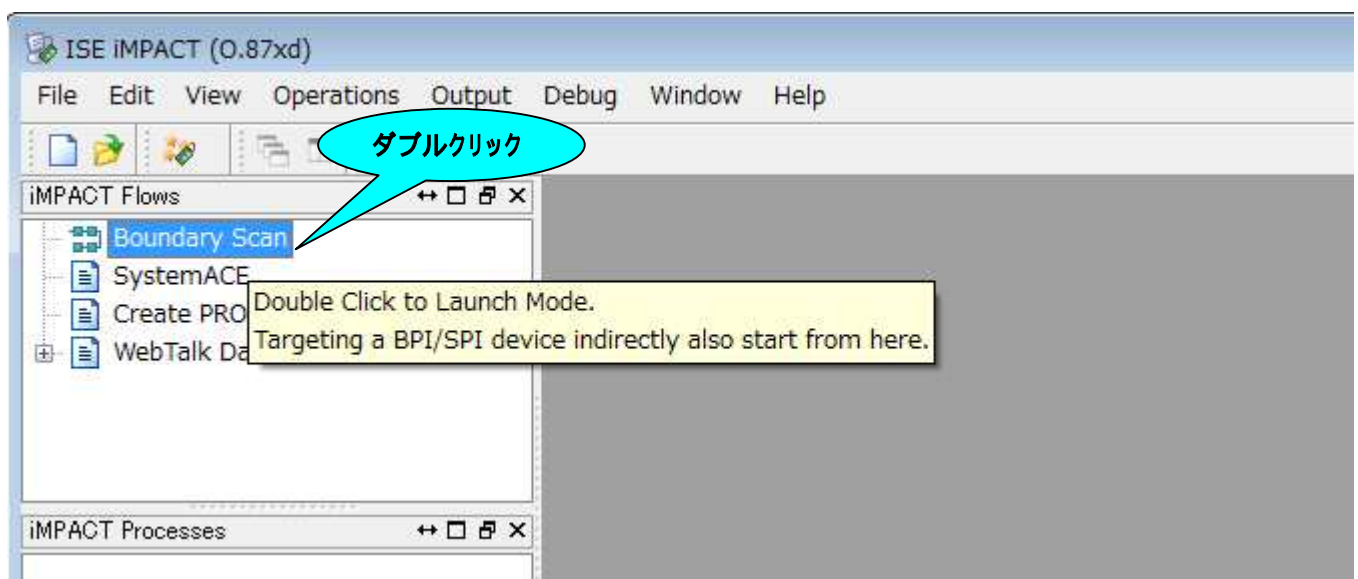 ISE iMPACT (O.87xd)
File Edit View Operations Output Debug Window Help
ダブルクリック
iMPACT Flows
Boundary Scan
SystemACE
Create PRO
WebTalk Da
Double Click to Launch Mode.
Targeting a BPI/SPI device indirectly also start from here.
iMPACT Processes